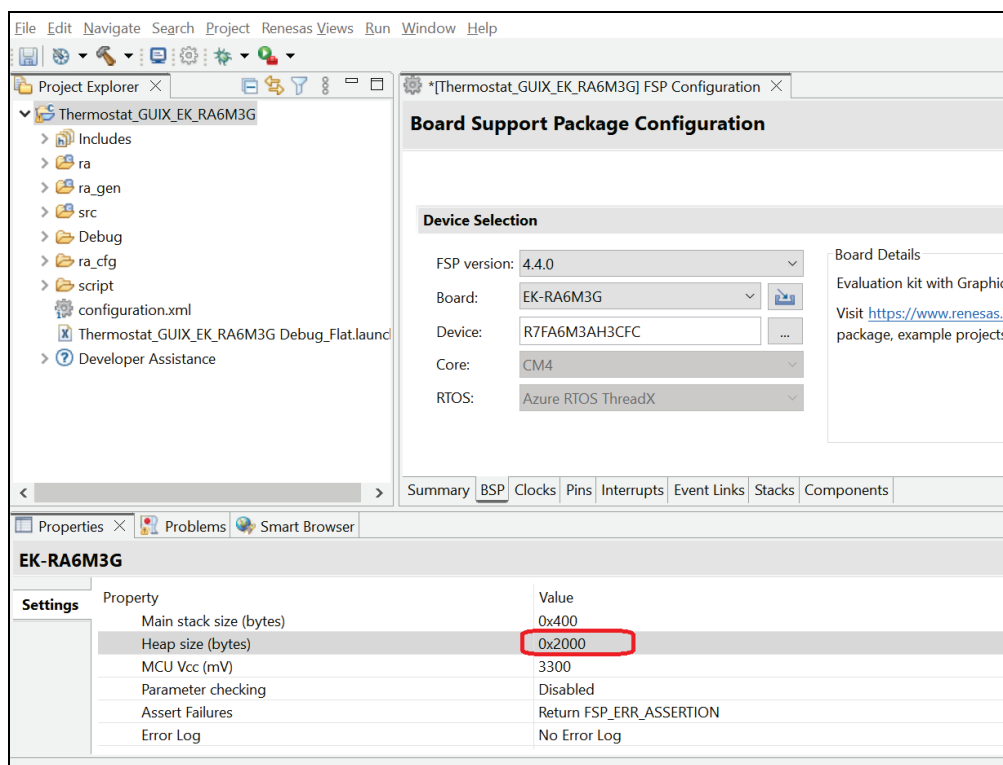 File Edit Navigate Search Project Renesas Views Run Window Help
Project Explorer
*[Thermostat_GUIX_EK_RA6M3G] FSP Configuration
Thermostat_GUIX_EK_RA6M3G
Includes
ra
ra_gen
src
Debug
ra_cfg
script
configuration.xml
Thermostat_GUIX_EK_RA6M3G Debug_Flat.launc
Developer Assistance
Board Support Package Configuration
Device Selection
FSP version: 4.4.0
Board: EK-RA6M3G
Device: R7FA6M3AH3CFC ...
Core: CM4
RTOS: Azure RTOS ThreadX
Board Details
Evaluation kit with Graphic
Visit https://www.renesas.
package, example projects
Summary BSP Clocks Pins Interrupts Event Links Stacks Components
Properties Problems Smart Browser
EK-RA6M3G
Settings
Property Value
Main stack size (bytes) 0x400
Heap size (bytes) 0x2000
MCU Vcc (mV) 3300
Parameter checking Disabled
Assert Failures Return FSP_ERR_ASSERTION
Error Log No Error Log